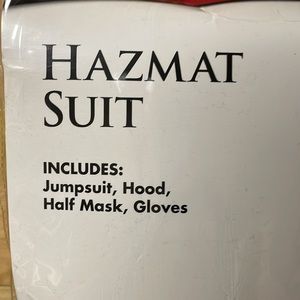 HAZMAT
SUIT
INCLUDES:
Jumpsuit, Hood,
Half Mask, Gloves